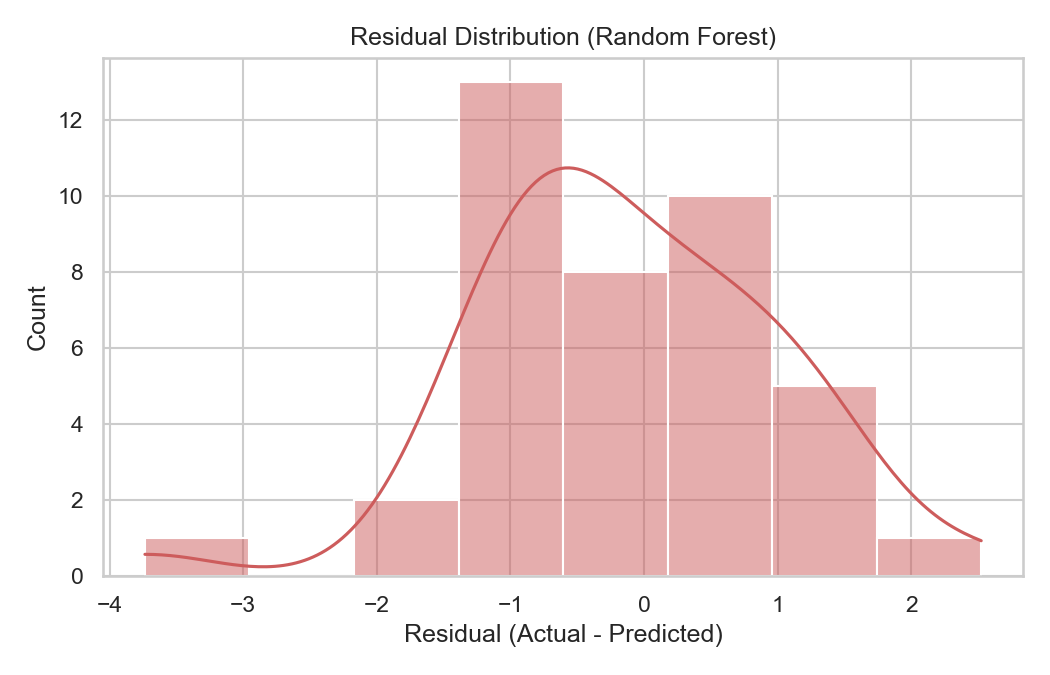 Residual Distribution (Random Forest)
12
10
8
6
4
2
0
Count
−4 −3 −2 −1 0 1 2
Residual (Actual - Predicted)